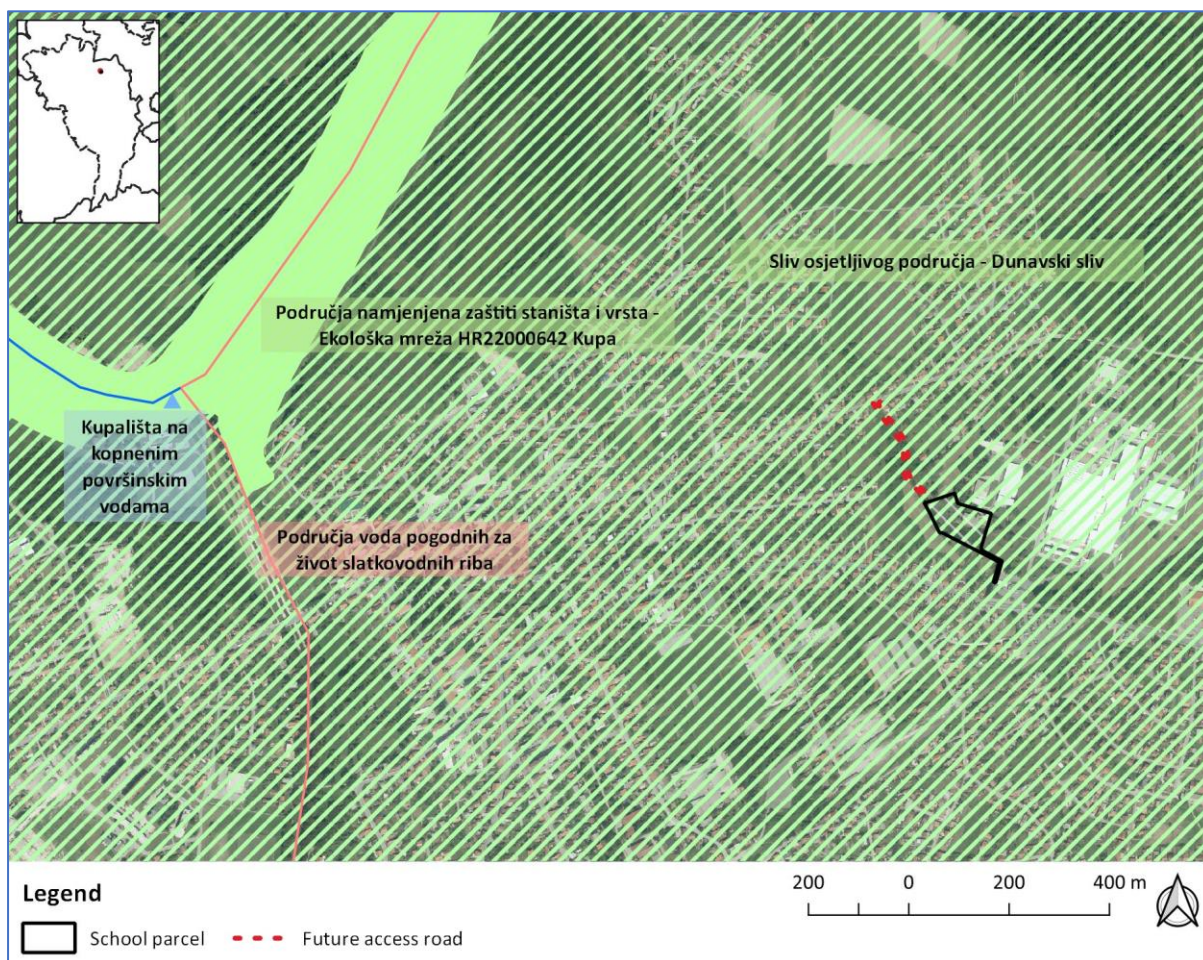 Sliv osjetljivog područja - Dunavski sliv
Područja namjenjena zaštiti staništa i vrsta -
Ekološka mreža HR22000642 Kupa
Kupališta na
kopnenim
površinskim
vodama
Područja voda pogodnih za
život slatkovodnih riba
Legend
School parcel
Future access road
200 0 200 400 m